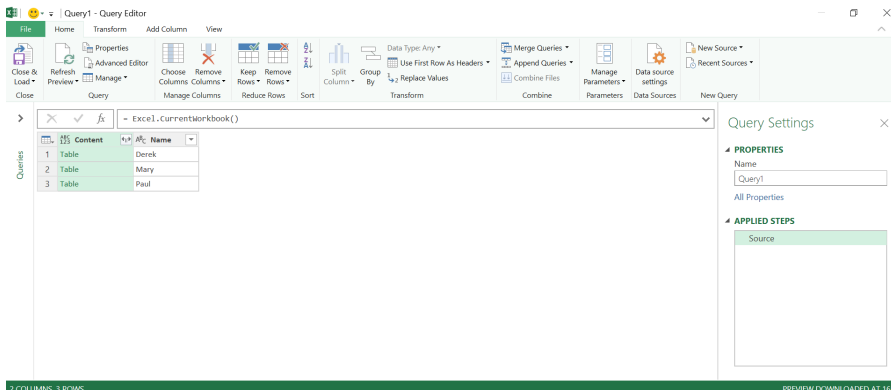 Query1 - Query Editor
File Home Transform Add Column View
Close & Load
Refresh Preview
Properties
Advanced Editor
Manage
Choose Columns
Remove Columns
Keep Rows
Remove Rows
Split Column
Group By
Data Type: Any
Use First Row As Headers
Replace Values
Merge Queries
Append Queries
Combine Files
Manage Parameters
Data source settings
New Source
Recent Sources
Close Query Manage Columns Reduce Rows Sort Transform Combine Parameters Data Sources New Query
fx = Excel.CurrentWorkbook()
ABC 123 Content ABC Name
1 Table Derek
2 Table Mary
3 Table Paul
Queries
Query Settings
PROPERTIES
Name
Query1
All Properties
APPLIED STEPS
Source
2 COLUMNS, 3 ROWS PREVIEW DOWNLOADED AT 16